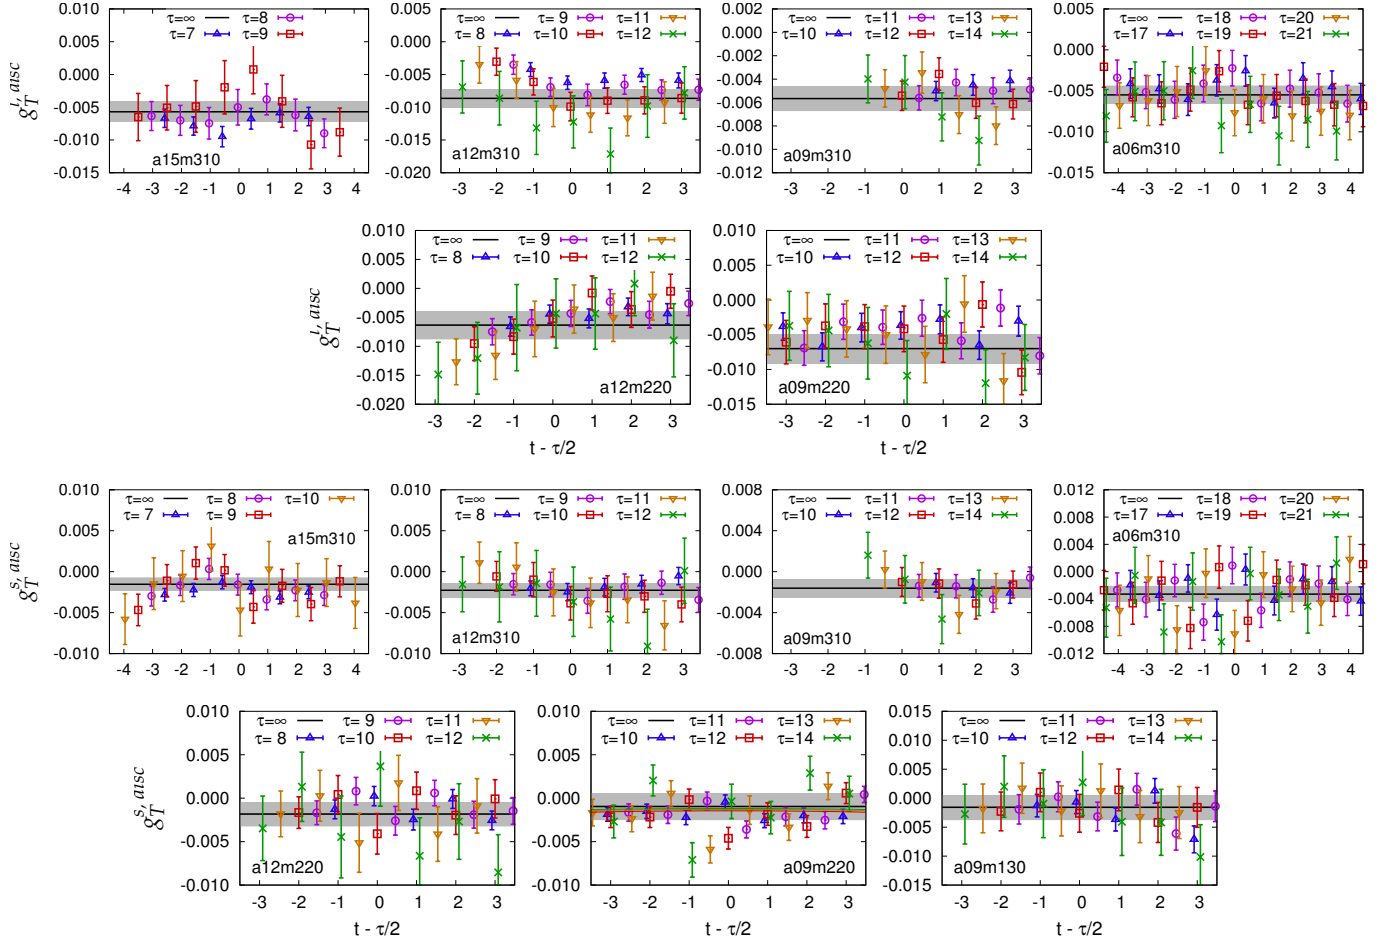 g_T^{l, disc}
0.015 0.010 0.005 0.000 -0.005 -0.010 -0.015
τ=∞ τ=8
τ=7 τ=9
a15m310
-4 -3 -2 -1 0 1 2 3 4
0.005 0.000 -0.005 -0.010 -0.015 -0.020
τ=∞ τ= 9 τ=11
τ= 8 τ=10 τ=12
a12m310
-3 -2 -1 0 1 2 3
0.002 0.000 -0.002 -0.004 -0.006 -0.008 -0.010 -0.012
τ=∞ τ=11 τ=13
τ=10 τ=12 τ=14
a09m310
-3 -2 -1 0 1 2 3
0.005 0.000 -0.005 -0.010 -0.015
τ=∞ τ=18 τ=20
τ=17 τ=19 τ=21
a06m310
-4 -3 -2 -1 0 1 2 3 4
g_T^{l, disc}
0.010 0.005 0.000 -0.005 -0.010 -0.015 -0.020
τ=∞ τ= 9 τ=11
τ= 8 τ=10 τ=12
a12m220
-3 -2 -1 0 1 2 3
t - τ/2
0.010 0.005 0.000 -0.005 -0.010 -0.015
τ=∞ τ=11 τ=13
τ=10 τ=12 τ=14
a09m220
-3 -2 -1 0 1 2 3
t - τ/2
g_T^{s, disc}
0.010 0.005 0.000 -0.005 -0.010
τ=∞ τ= 8 τ=10
τ= 7 τ= 9
a15m310
-4 -3 -2 -1 0 1 2 3 4
0.010 0.005 0.000 -0.005 -0.010
τ=∞ τ= 9 τ=11
τ= 8 τ=10 τ=12
a12m310
-3 -2 -1 0 1 2 3
0.008 0.004 0.000 -0.004 -0.008
τ=∞ τ=11 τ=13
τ=10 τ=12 τ=14
a09m310
-3 -2 -1 0 1 2 3
0.012 0.008 0.004 0.000 -0.004 -0.008 -0.012
τ=∞ τ=18 τ=20
τ=17 τ=19 τ=21
a06m310
-4 -3 -2 -1 0 1 2 3 4
g_T^{s, disc}
0.010 0.005 0.000 -0.005 -0.010
τ=∞ τ= 9 τ=11
τ= 8 τ=10 τ=12
a12m220
-3 -2 -1 0 1 2 3
t - τ/2
0.010 0.005 0.000 -0.005 -0.010
τ=∞ τ=11 τ=13
τ=10 τ=12 τ=14
a09m220
-3 -2 -1 0 1 2 3
t - τ/2
0.015 0.010 0.005 0.000 -0.005 -0.010 -0.015
τ=∞ τ=11 τ=13
τ=10 τ=12 τ=14
a09m130
-3 -2 -1 0 1 2 3
t - τ/2